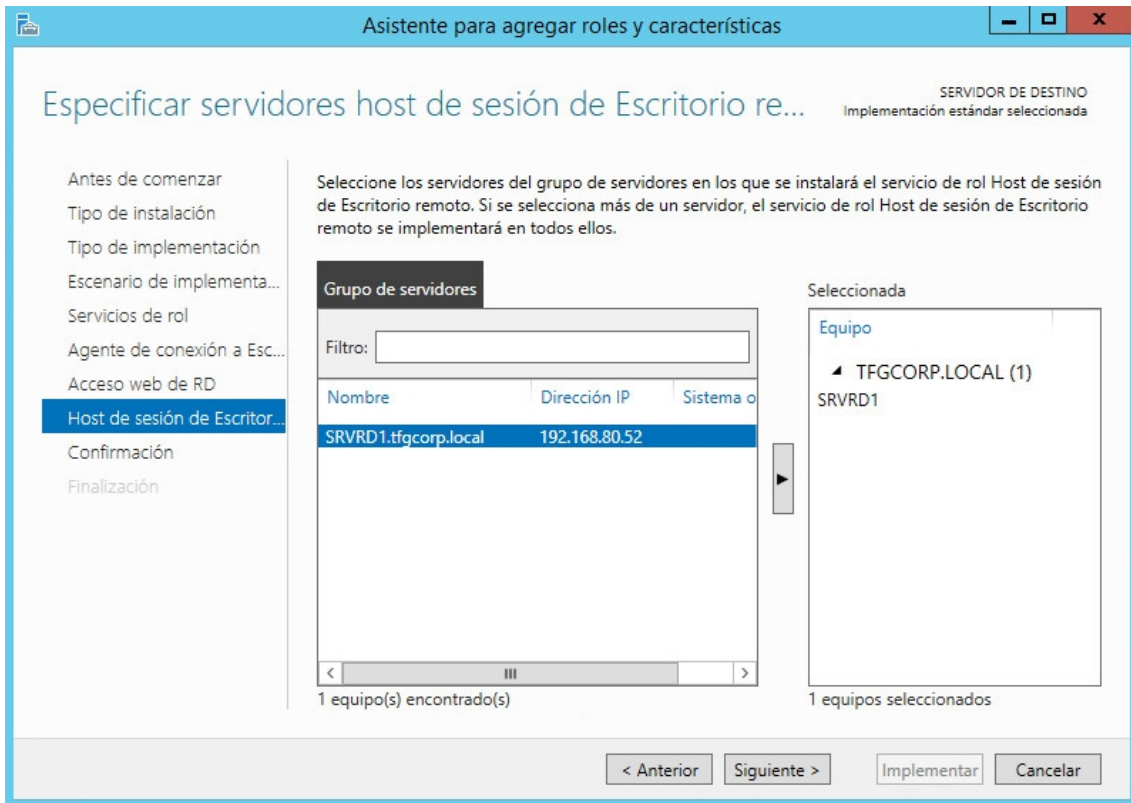 Asistente para agregar roles y características
Especificar servidores host de sesión de Escritorio re...
SERVIDOR DE DESTINO
Implementación estándar seleccionada
Antes de comenzar
Tipo de instalación
Tipo de implementación
Escenario de implementa...
Servicios de rol
Agente de conexión a Esc...
Acceso web de RD
Host de sesión de Escritor...
Confirmación
Finalización
Seleccione los servidores del grupo de servidores en los que se instalará el servicio de rol Host de sesión
de Escritorio remoto. Si se selecciona más de un servidor, el servicio de rol Host de sesión de Escritorio
remoto se implementará en todos ellos.
Grupo de servidores
Filtro:
Nombre Dirección IP Sistema o
SRVRD1.tfgcorp.local 192.168.80.52
1 equipo(s) encontrado(s)
Seleccionada
Equipo
TFGCORP.LOCAL (1)
SRVRD1
1 equipos seleccionados
< Anterior Siguiente > Implementar Cancelar